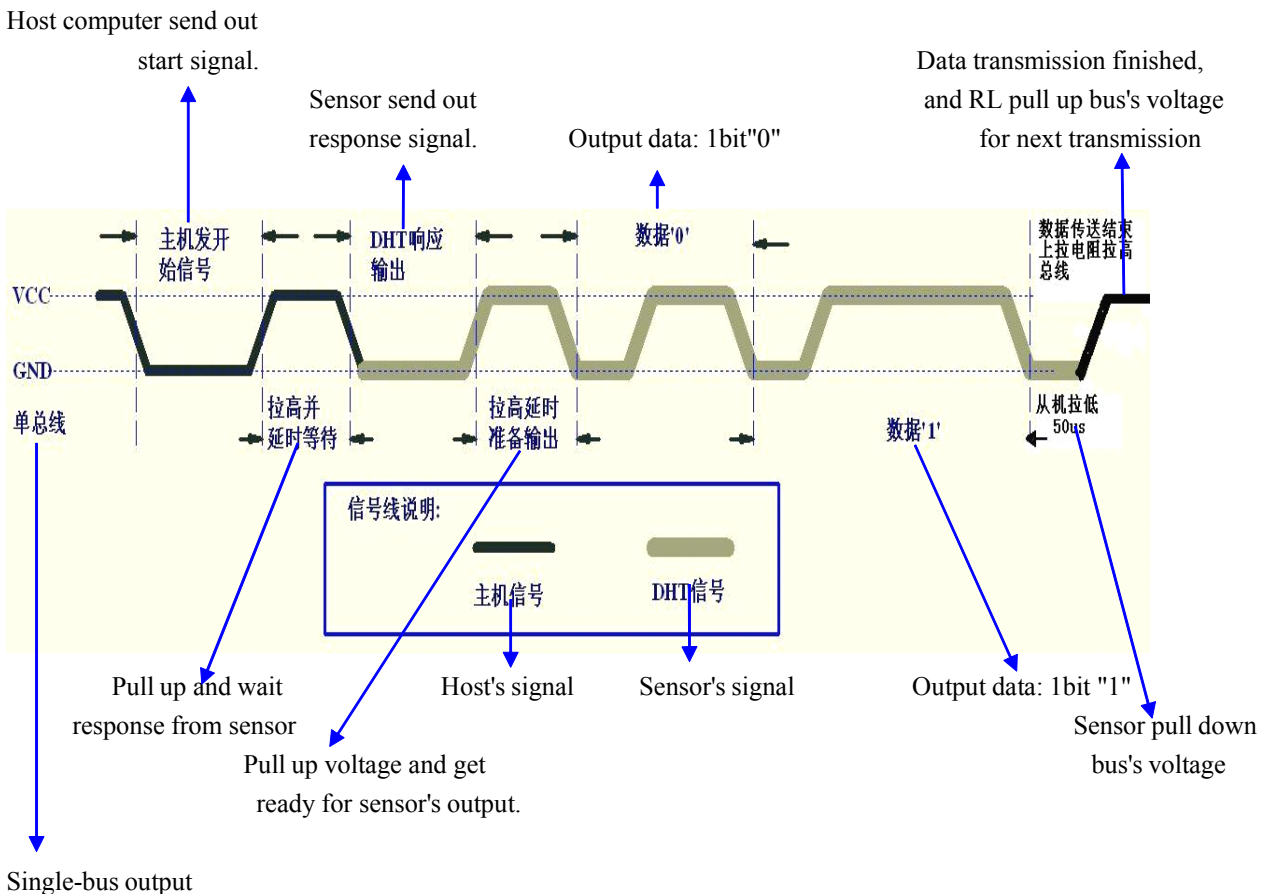 Host computer send out
start signal.
Sensor send out
response signal.
Output data: 1bit"0"
Data transmission finished,
and RL pull up bus's voltage
for next transmission
主机发开
始信号
DHT响应
输出
数据'0'
数据传送结束
上拉电阻拉高
总线
VCC
GND
单总线
拉高并
延时等待
拉高延时
准备输出
数据'1'
从机拉低
50us
信号线说明:
主机信号
DHT信号
Pull up and wait
response from sensor
Host's signal
Sensor's signal
Output data: 1bit "1"
Sensor pull down
bus's voltage
Pull up voltage and get
ready for sensor's output.
Single-bus output